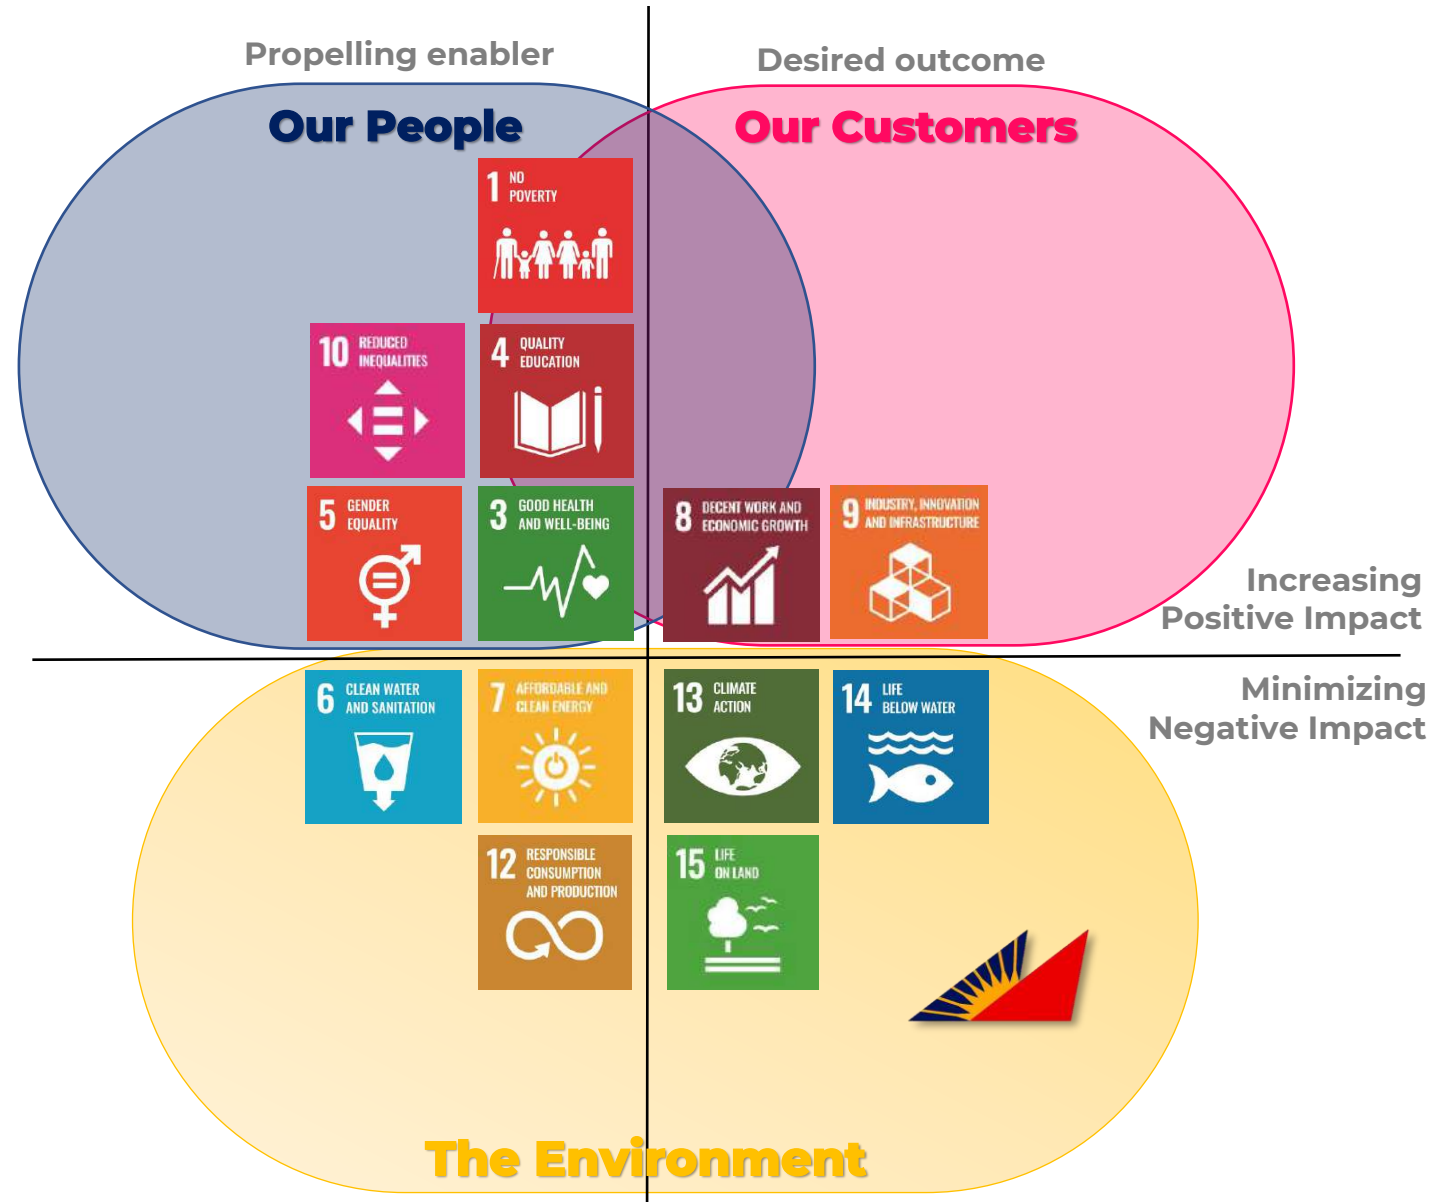 Propelling enabler
Desired outcome
Our People
Our Customers
1 NO
POVERTY
10 REDUCED
INEQUALITIES
4 QUALITY
EDUCATION
5 GENDER
EQUALITY
3 GOOD HEALTH
AND WELL-BEING
8 DECENT WORK AND
ECONOMIC GROWTH
9 INDUSTRY, INNOVATION
AND INFRASTRUCTURE
Increasing
Positive Impact
Minimizing
Negative Impact
6 CLEAN WATER
AND SANITATION
7 AFFORDABLE AND
CLEAN ENERGY
13 CLIMATE
ACTION
14 LIFE
BELOW WATER
12 RESPONSIBLE
CONSUMPTION
AND PRODUCTION
15 LIFE
ON LAND
The Environment